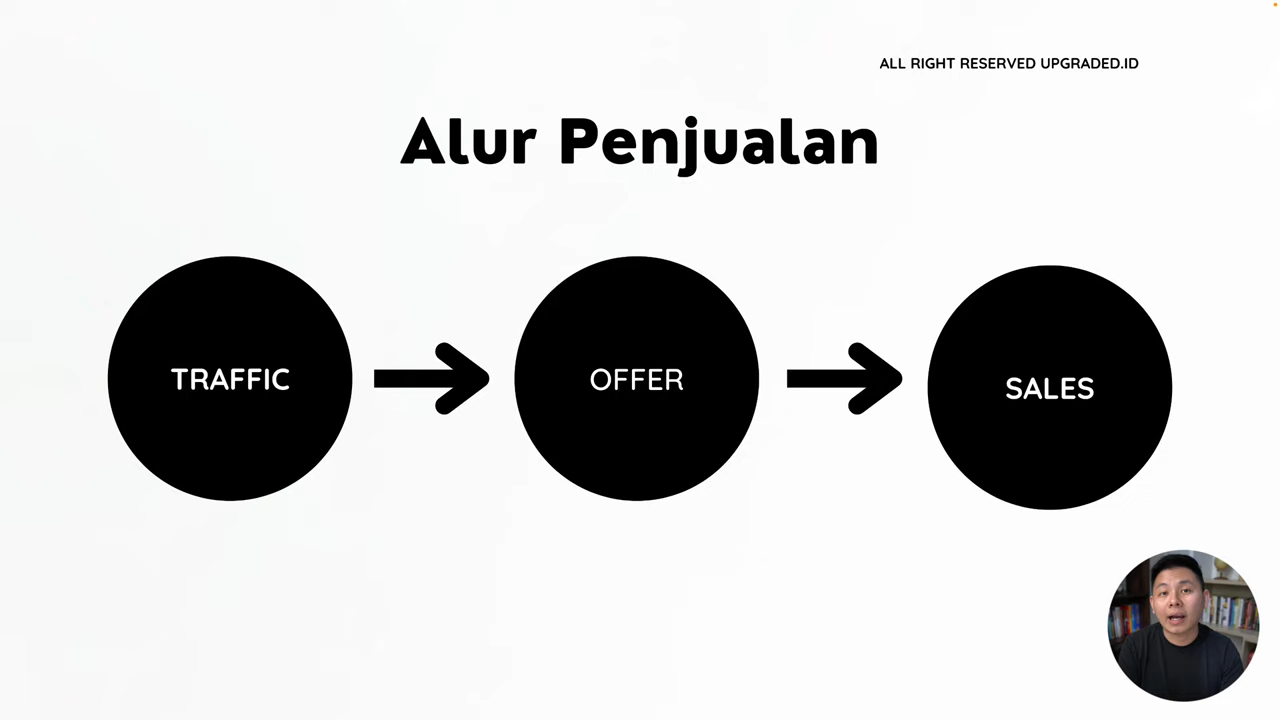 ALL RIGHT RESERVED UPGRADED.ID
Alur Penjualan
TRAFFIC
OFFER
SALES